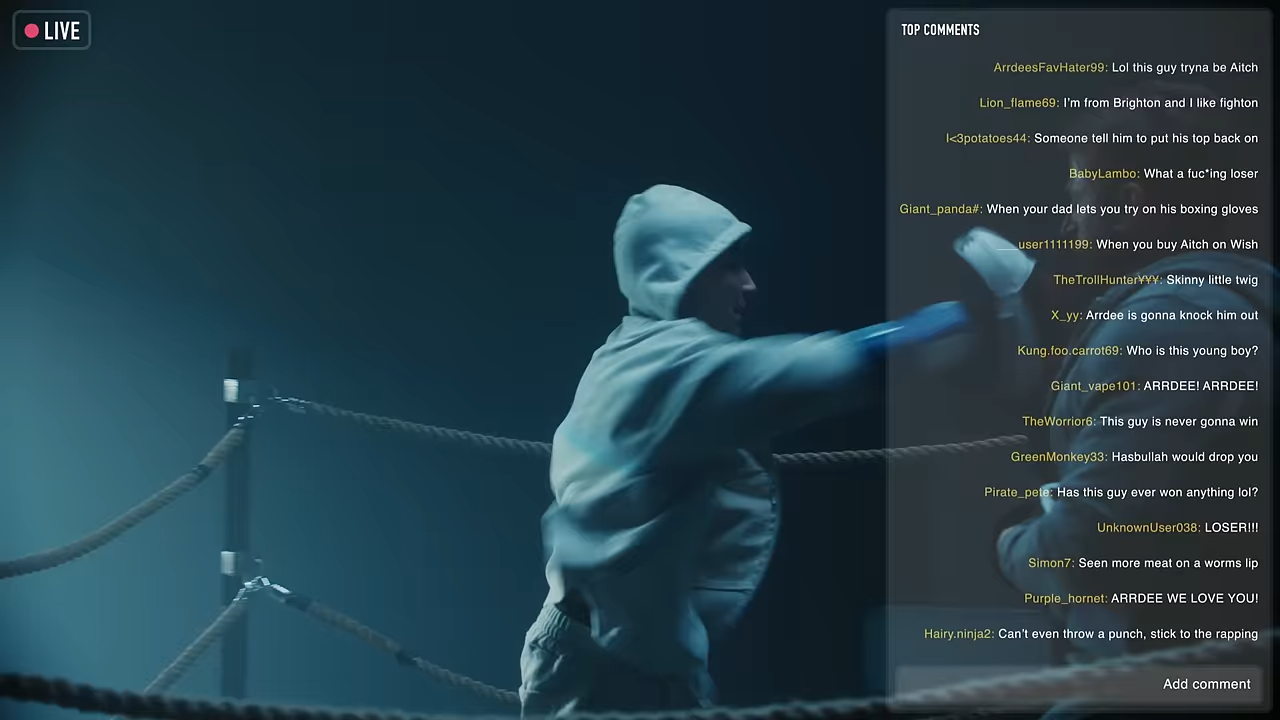 LIVE
TOP COMMENTS
ArrdeesFavHater99: Lol this guy tryna be Aitch
Lion_flame69: I'm from Brighton and I like fighton
I<3potatoes44: Someone tell him to put his top back on
BabyLambo: What a fuc*ing loser
Giant_panda#: When your dad lets you try on his boxing gloves
___user1111199: When you buy Aitch on Wish
TheTrollHunter¥¥¥: Skinny little twig
X_yy: Arrdee is gonna knock him out
Kung.foo.carrot69: Who is this young boy?
Giant_vape101: ARRDEE! ARRDEE!
TheWorrior6: This guy is never gonna win
GreenMonkey33: Hasbullah would drop you
Pirate_pete: Has this guy ever won anything lol?
UnknownUser038: LOSER!!!
Simon7: Seen more meat on a worms lip
Purple_hornet: ARRDEE WE LOVE YOU!
Hairy.ninja2: Can't even throw a punch, stick to the rapping
Add comment